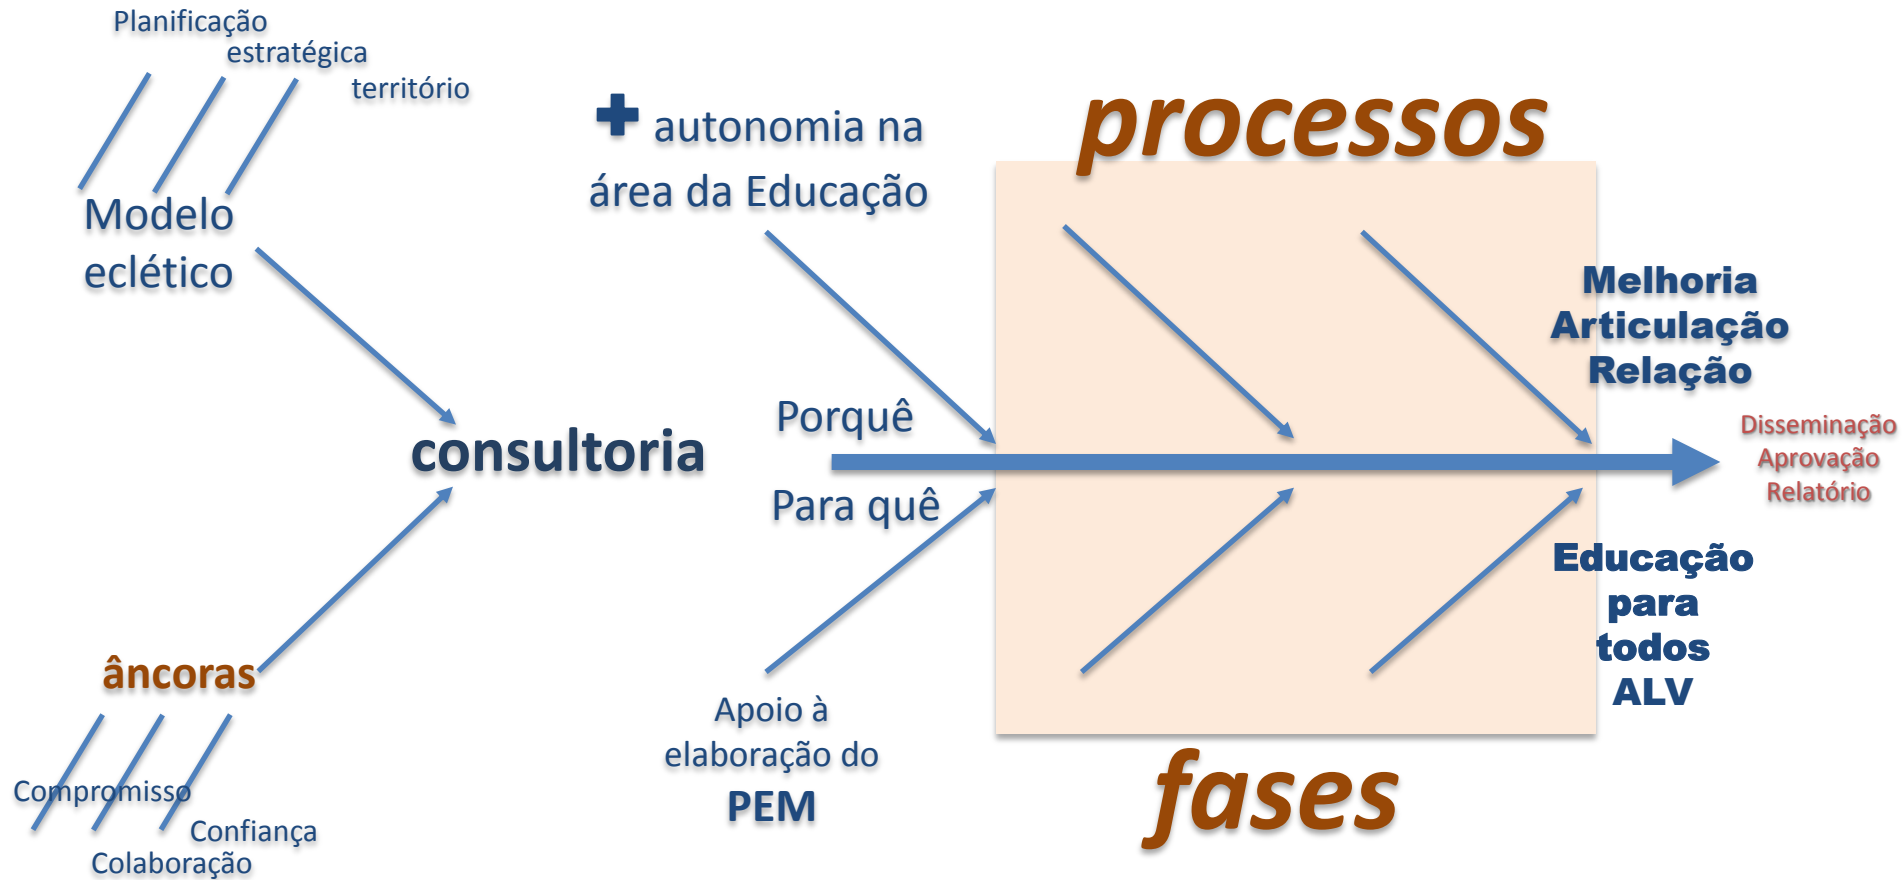 Planificação
estratégica
território
Modelo
eclético
+ autonomia na
área da Educação
processos
Melhoria
Articulação
Relação
Porquê
consultoria
Para quê
Disseminação
Aprovação
Relatório
Educação
para
todos
ALV
âncoras
Compromisso
Confiança
Colaboração
Apoio à
elaboração do
PEM
fases